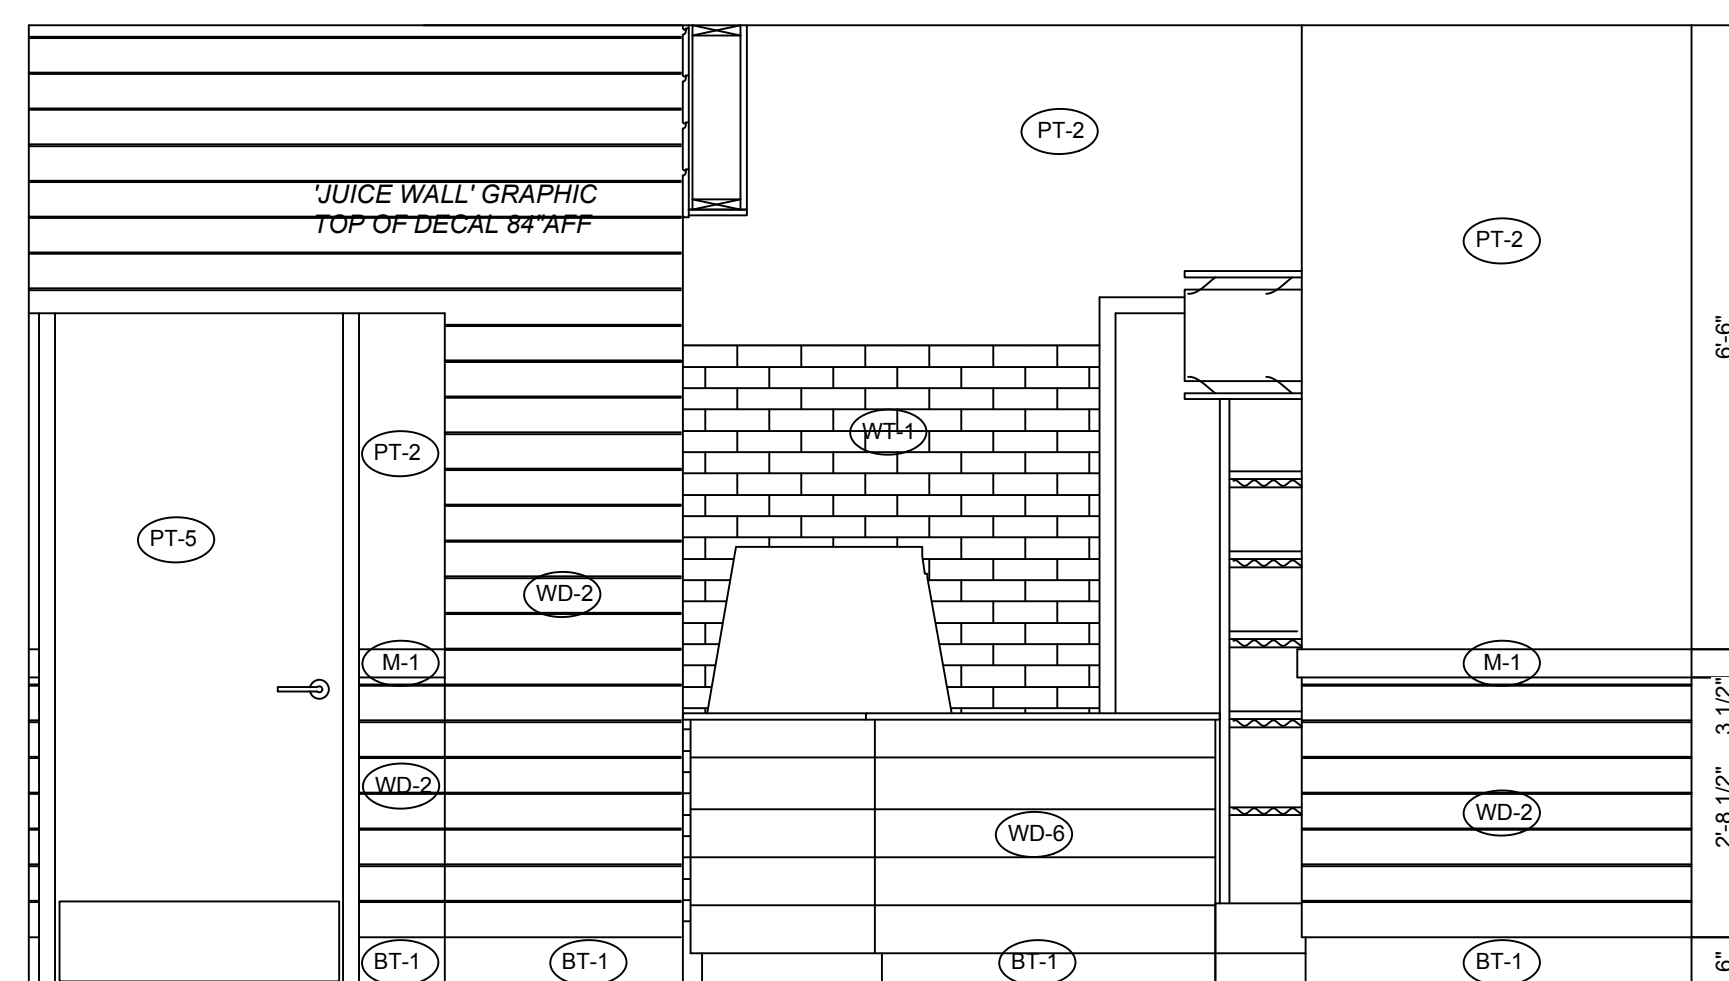 PT-2
'JUICE WALL' GRAPHIC
TOP OF DECAL 84"AFF
PT-2
6'-6"
WT-1
PT-2
PT-5
WD-2
M-1
M-1
3 1/2"
WD-2
WD-2
2'-8 1/2"
WD-6
BT-1
BT-1
BT-1
BT-1
6"